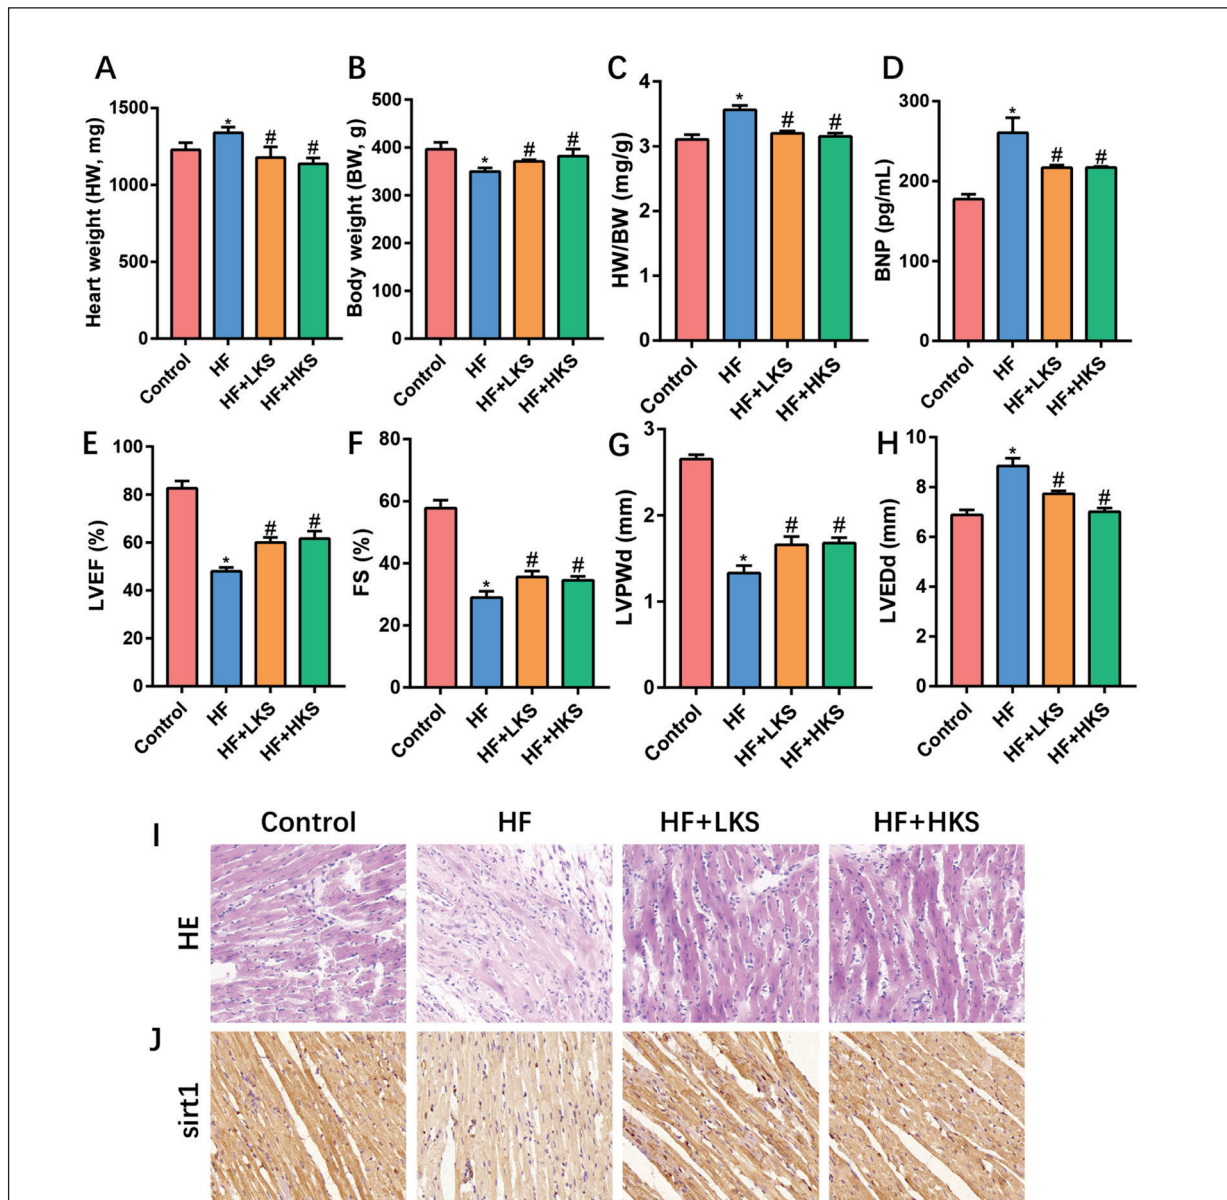 A
Heart weight (HW, mg)
1500
1000
500
0
*
#
#
Control
HF
HF+LKS
HF+HKS
B
Body weight (BW, g)
500
400
300
200
100
0
*
#
#
Control
HF
HF+LKS
HF+HKS
C
HW/BW (mg/g)
4
3
2
1
0
*
#
#
Control
HF
HF+LKS
HF+HKS
D
BNP (pg/mL)
300
200
100
0
*
#
#
Control
HF
HF+LKS
HF+HKS
E
LVEF (%)
100
80
60
40
20
0
*
#
#
Control
HF
HF+LKS
HF+HKS
F
FS (%)
80
60
40
20
0
*
#
#
Control
HF
HF+LKS
HF+HKS
G
LVPWd (mm)
3
2
1
0
*
#
#
Control
HF
HF+LKS
HF+HKS
H
LVEDd (mm)
10
8
6
4
2
0
*
#
#
Control
HF
HF+LKS
HF+HKS
I
Control HF HF+LKS HF+HKS
HE
J
sirt1